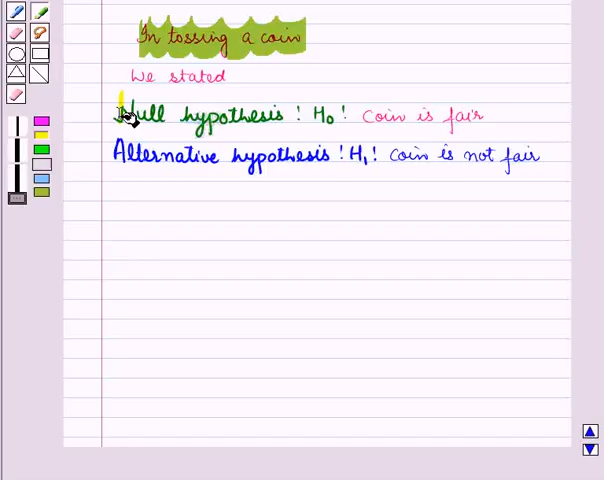 In tossing a coin
We stated
Null hypothesis : H0 : Coin is fair
Alternative hypothesis : H1 : Coin is not fair